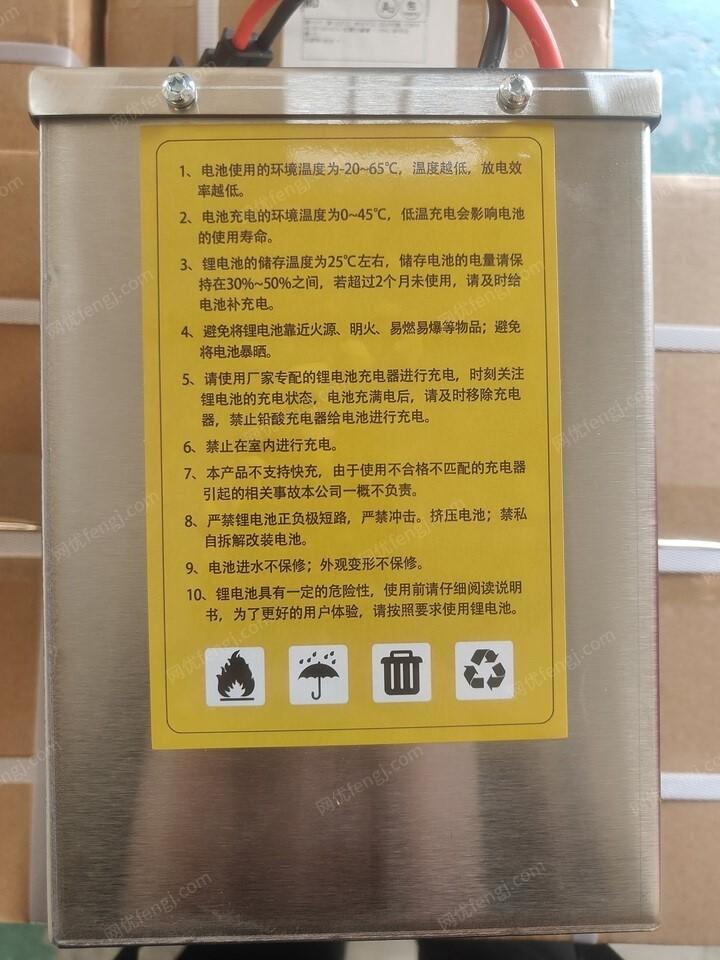 1、电池使用的环境温度为-20~65℃，温度越低，放电效
率越低。
2、电池充电的环境温度为0~45℃，低温充电会影响电池
的使用寿命。
3、锂电池的储存温度为25℃左右，储存电池的电量请保
持在30%~50%之间，若超过2个月未使用，请及时给
电池补充电。
4、避免将锂电池靠近火源、明火、易燃易爆等物品；避免
将电池暴晒。
5、请使用厂家专配的锂电池充电器进行充电，时刻关注
锂电池的充电状态，电池充满电后，请及时移除充电
器，禁止铅酸充电器给电池进行充电。
6、禁止在室内进行充电。
7、本产品不支持快充，由于使用不合格不匹配的充电器
引起的相关事故本公司一概不负责。
8、严禁锂电池正负极短路，严禁冲击。挤压电池；禁私
自拆解改装电池。
9、电池进水不保修；外观变形不保修。
10、锂电池具有一定的危险性，使用前请仔细阅读说明
书，为了更好的用户体验，请按照要求使用锂电池。
网优fengj.com